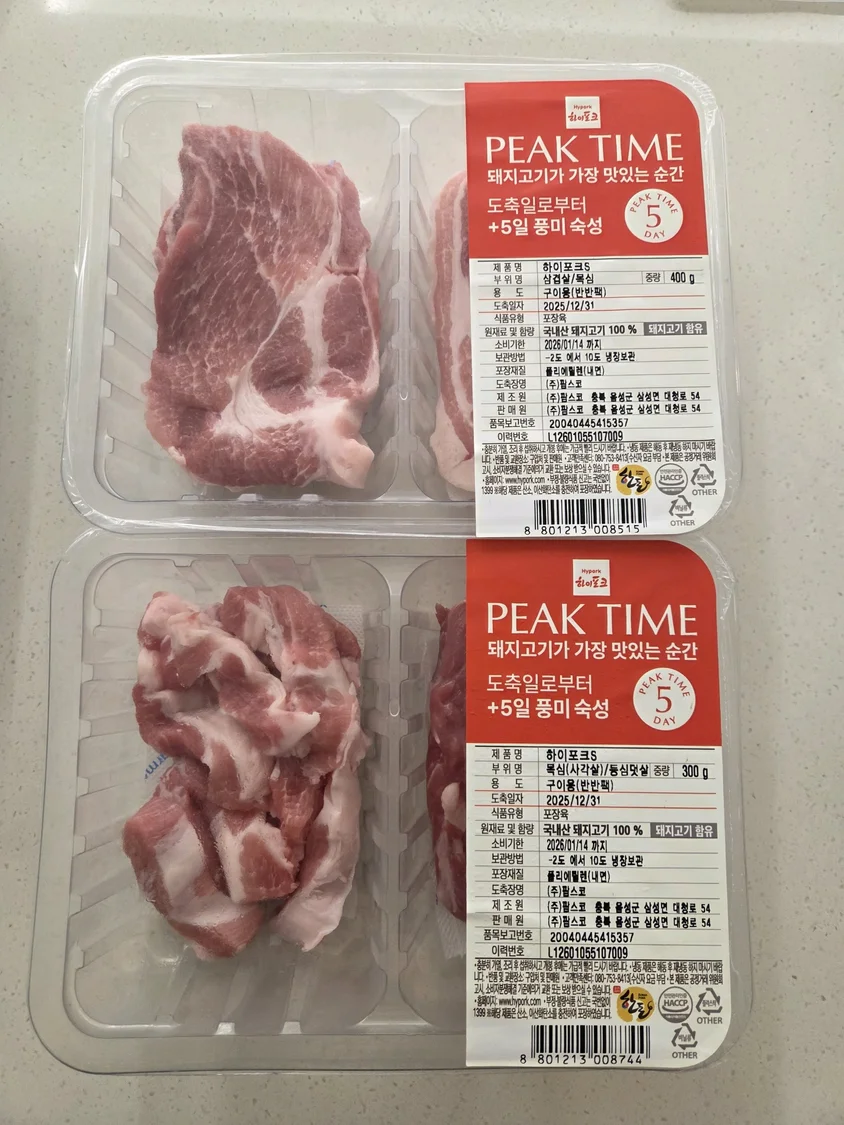 Hypork
하이포크
PEAK TIME
돼지고기가 가장 맛있는 순간
도축일로부터
+5일 풍미 숙성
PEAK TIME
5
DAY
제 품 명 하이포크S
부 위 명 삼겹살/목심 중량 400 g
용 도 구이용(반반팩)
도축일자 2025/12/31
식품유형 포장육
원재료 및 함량 국내산 돼지고기 100 % 돼지고기 함유
소비기한 2026/01/14 까지
보관방법 -2도 에서 10도 냉장보관
포장재질 폴리에틸렌(내면)
도축장명 (주)팜스코
제 조 원 (주)팜스코 충북 음성군 삼성면 대청로 54
판 매 원 (주)팜스코 충북 음성군 삼성면 대청로 54
품목보고번호 20040445415357
이력번호 L12601055107009
한돈
HACCP
OTHER
OTHER
8 801213 008515
Hypork
하이포크
PEAK TIME
돼지고기가 가장 맛있는 순간
도축일로부터
+5일 풍미 숙성
PEAK TIME
5
DAY
제 품 명 하이포크S
부 위 명 목심(사각살)/등심덧살 중량 300 g
용 도 구이용(반반팩)
도축일자 2025/12/31
식품유형 포장육
원재료 및 함량 국내산 돼지고기 100 % 돼지고기 함유
소비기한 2026/01/14 까지
보관방법 -2도 에서 10도 냉장보관
포장재질 폴리에틸렌(내면)
도축장명 (주)팜스코
제 조 원 (주)팜스코 충북 음성군 삼성면 대청로 54
판 매 원 (주)팜스코 충북 음성군 삼성면 대청로 54
품목보고번호 20040445415357
이력번호 L12601055107009
한돈
HACCP
OTHER
OTHER
8 801213 008744